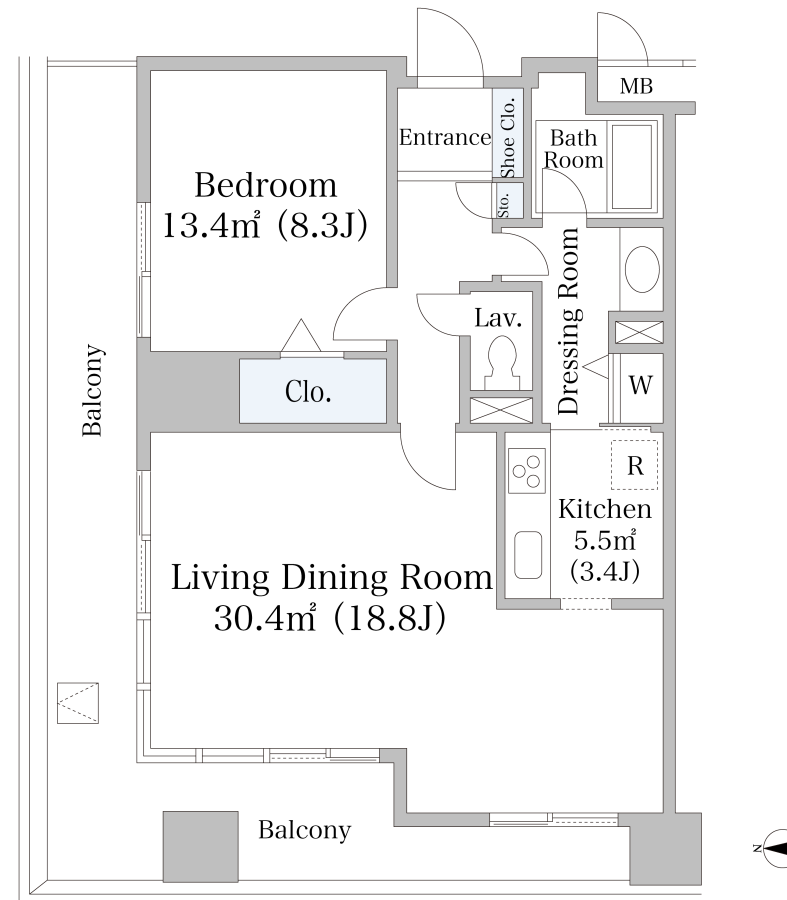 MB
Entrance
Shoe Clo.
Bath
Room
Bedroom
13.4㎡ (8.3J)
Sto.
Dressing Room
Lav.
Balcony
Clo.
W
R
Kitchen
5.5㎡
(3.4J)
Living Dining Room
30.4㎡ (18.8J)
Balcony
N